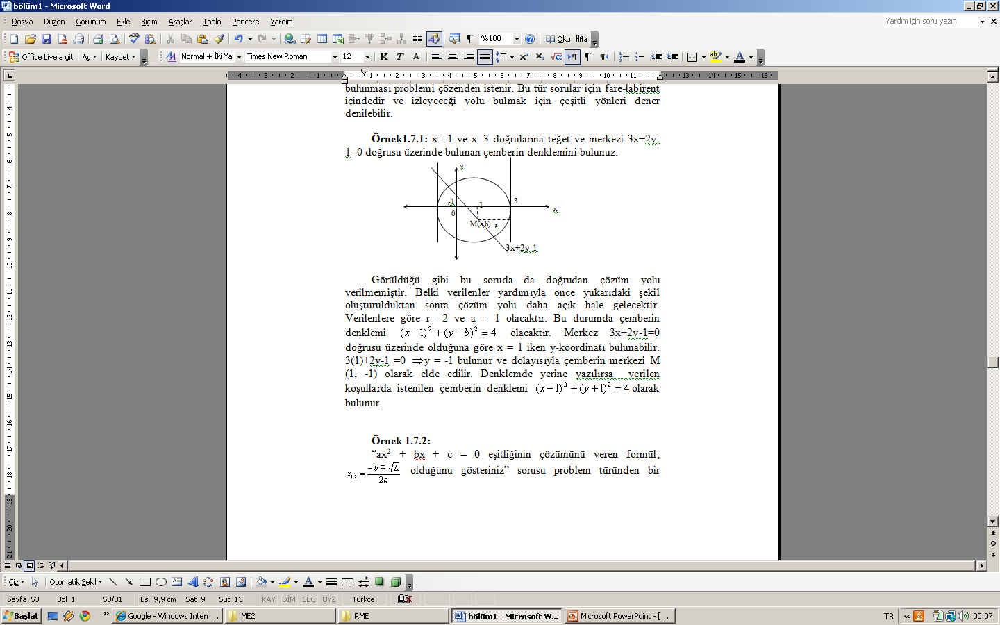 bölüm1 - Microsoft Word
Dosya Düzen Görünüm Ekle Biçim Araçlar Tablo Pencere Yardım
Yardım için soru yazın
%100 Oku
Office Live'a git Aç Kaydet Normal + İki Yar Times New Roman 12 K T A
bulunması problemi çözenden istenir. Bu tür sorular için fare-labirent
içindedir ve izleyeceği yolu bulmak için çeşitli yönleri dener
denilebilir.
Örnek1.7.1: x=-1 ve x=3 doğrularına teğet ve merkezi 3x+2y-
1=0 doğrusu üzerinde bulunan çemberin denklemini bulunuz.
y
-1 1 3
x
0
M(a,b) r
3x+2y-1
Görüldüğü gibi bu soruda da doğrudan çözüm yolu
verilmemiştir. Belki verilenler yardımıyla önce yukarıdaki şekil
oluşturulduktan sonra çözüm yolu daha açık hale gelecektir.
Verilenlere göre r= 2 ve a = 1 olacaktır. Bu durumda çemberin
denklemi (x−1)² + (y−b)² = 4 olacaktır. Merkez 3x+2y-1=0
doğrusu üzerinde olduğuna göre x = 1 iken y-koordinatı bulunabilir.
3(1)+2y-1 =0 ⇒y = -1 bulunur ve dolayısıyla çemberin merkezi M
(1, -1) olarak elde edilir. Denklemde yerine yazılırsa verilen
koşullarda istenilen çemberin denklemi (x−1)² + (y+1)² = 4 olarak
bulunur.
Örnek 1.7.2:
“ax² + bx + c = 0 eşitliğinin çözümünü veren formül;
x₁,₂ = (−b∓√Δ)/2a olduğunu gösteriniz” sorusu problem türünden bir
Çiz Otomatik Şekil
Sayfa 53 Böl 1 53/81 Bşl 9,9 cm Sat 9 Süt 13 KAY DİM SEÇ ÜYZ Türkçe
Başlat Google - Windows Intern... ME2 RME bölüm1 - Microsoft W... Microsoft PowerPoint - [... TR 00:07